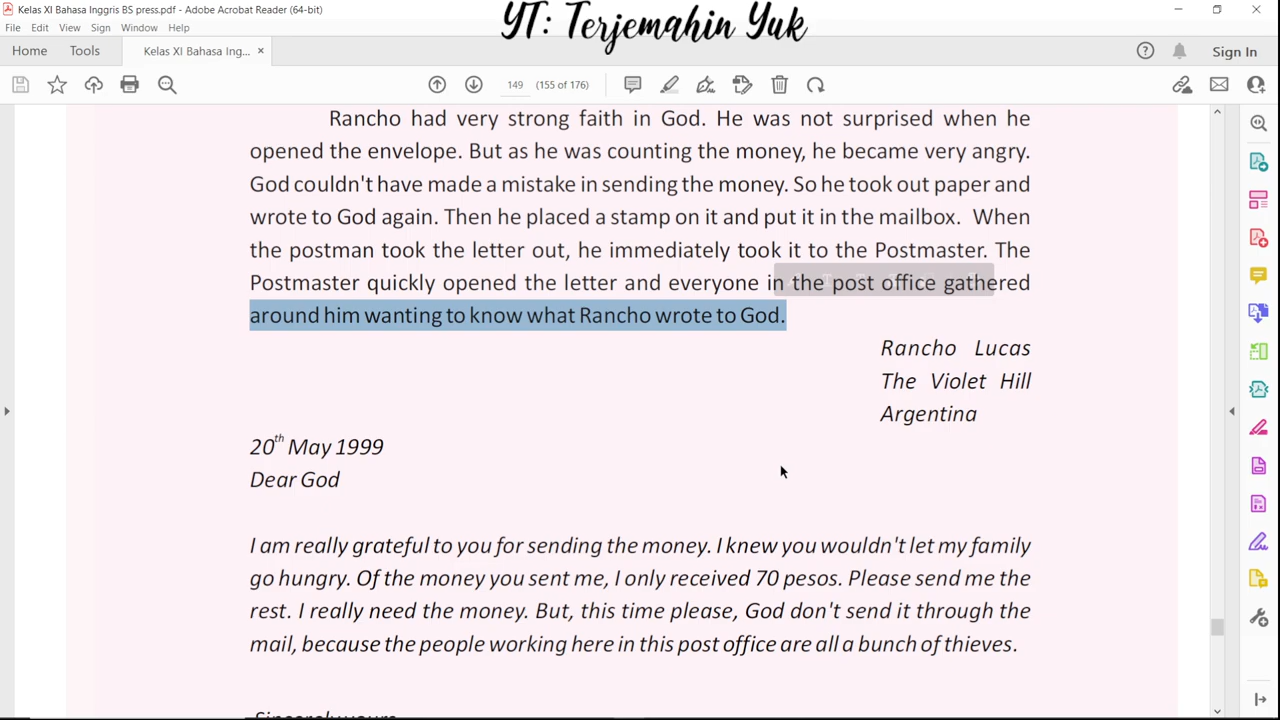 Kelas XI Bahasa Inggris BS press.pdf - Adobe Acrobat Reader (64-bit)
YT: Terjemahin Yuk
File Edit View Sign Window Help
Home Tools Kelas XI Bahasa Ing... ×
Sign In
149 (155 of 176)
Rancho had very strong faith in God. He was not surprised when he
opened the envelope. But as he was counting the money, he became very angry.
God couldn't have made a mistake in sending the money. So he took out paper and
wrote to God again. Then he placed a stamp on it and put it in the mailbox. When
the postman took the letter out, he immediately took it to the Postmaster. The
Postmaster quickly opened the letter and everyone in the post office gathered
around him wanting to know what Rancho wrote to God.
Rancho Lucas
The Violet Hill
Argentina
20th May 1999
Dear God
I am really grateful to you for sending the money. I knew you wouldn't let my family
go hungry. Of the money you sent me, I only received 70 pesos. Please send me the
rest. I really need the money. But, this time please, God don't send it through the
mail, because the people working here in this post office are all a bunch of thieves.
Sincerely yours